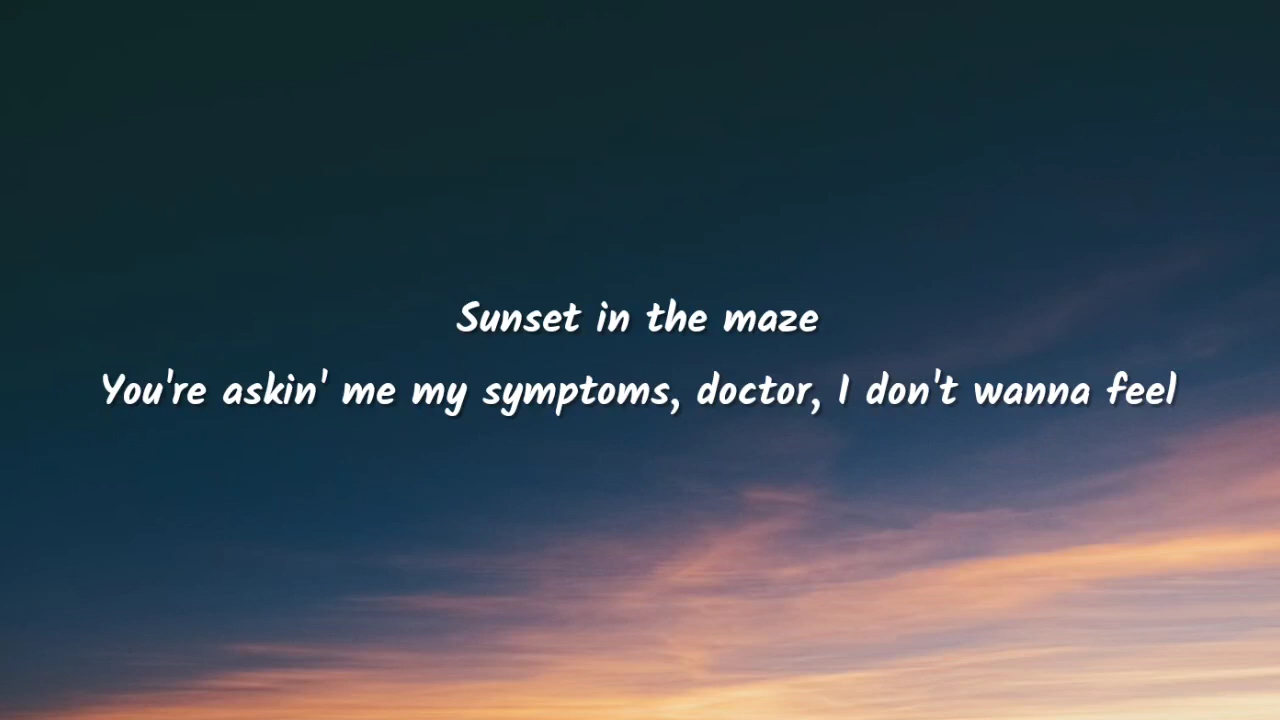 Sunset in the maze
You're askin' me my symptoms, doctor, I don't wanna feel